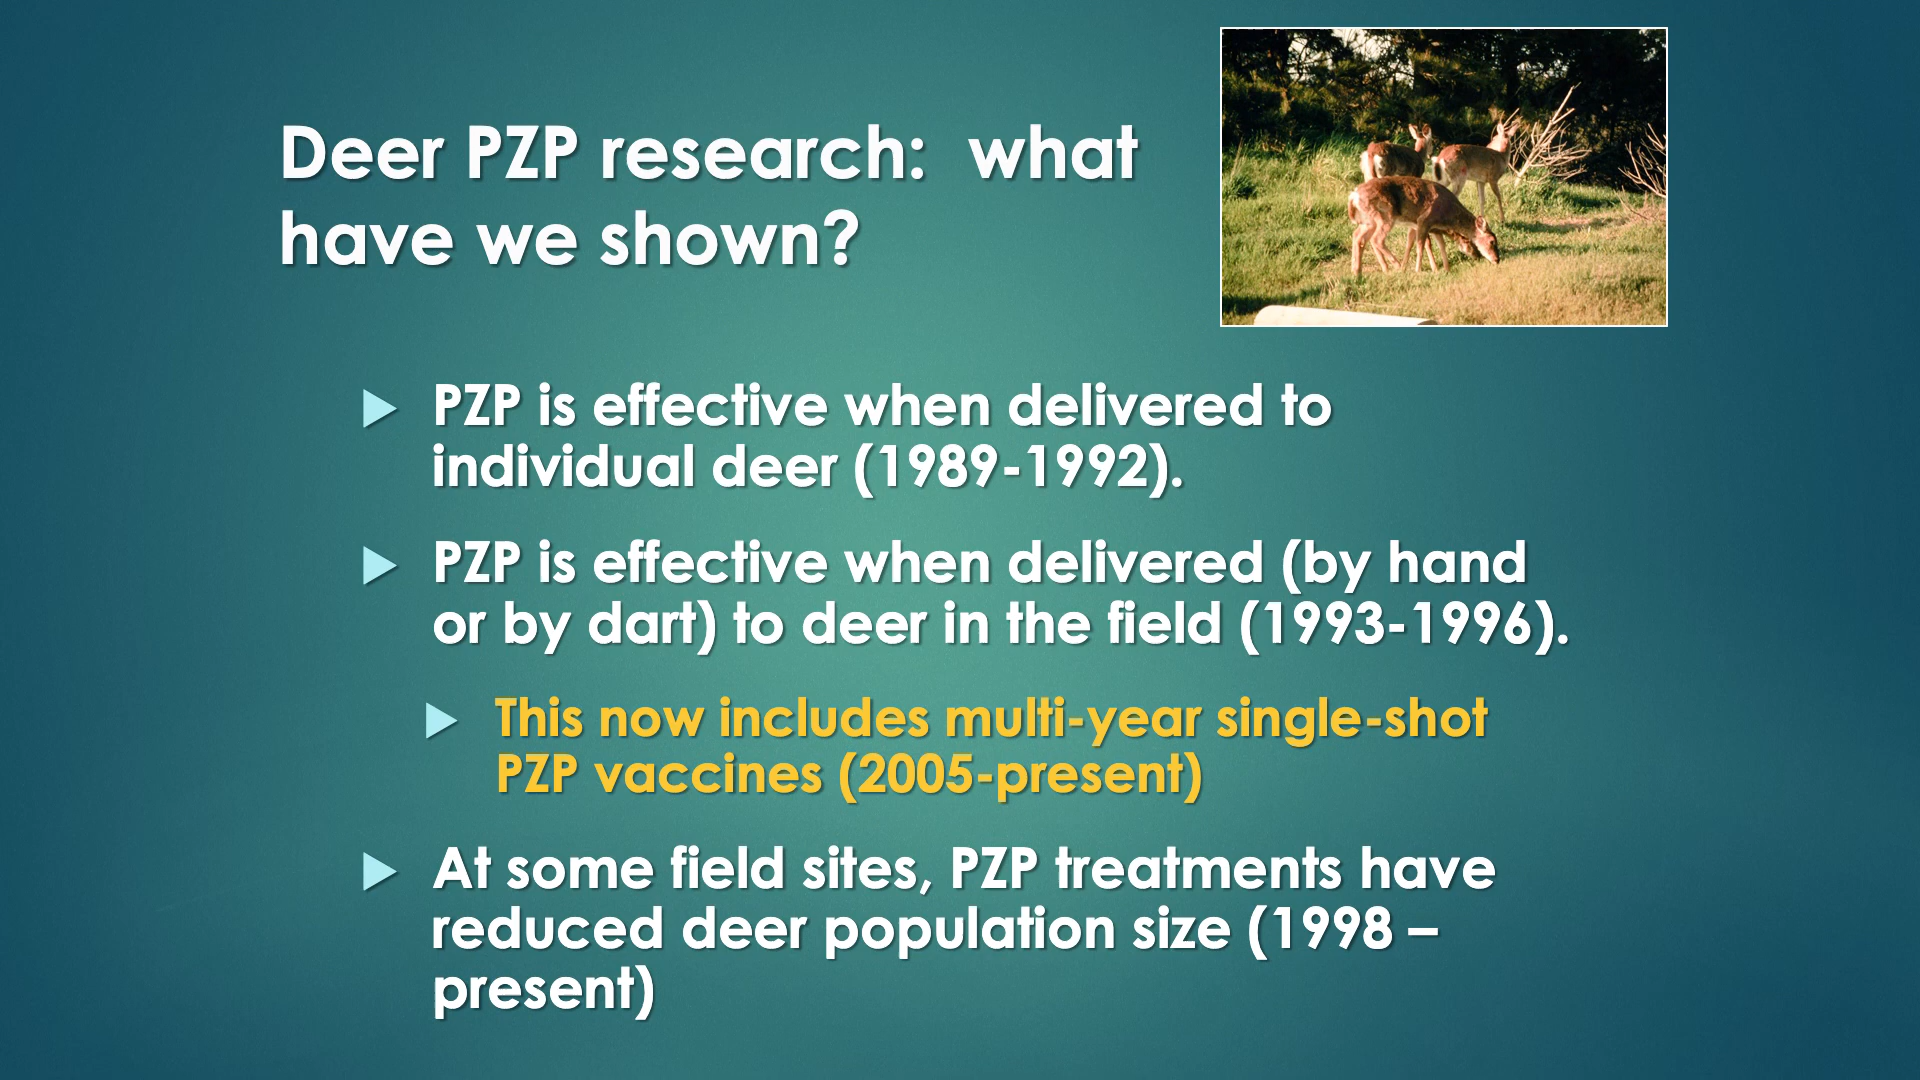 Deer PZP research:  what
have we shown?
PZP is effective when delivered to
individual deer (1989-1992).
PZP is effective when delivered (by hand
or by dart) to deer in the field (1993-1996).
This now includes multi-year single-shot
PZP vaccines (2005-present)
At some field sites, PZP treatments have
reduced deer population size (1998 –
present)